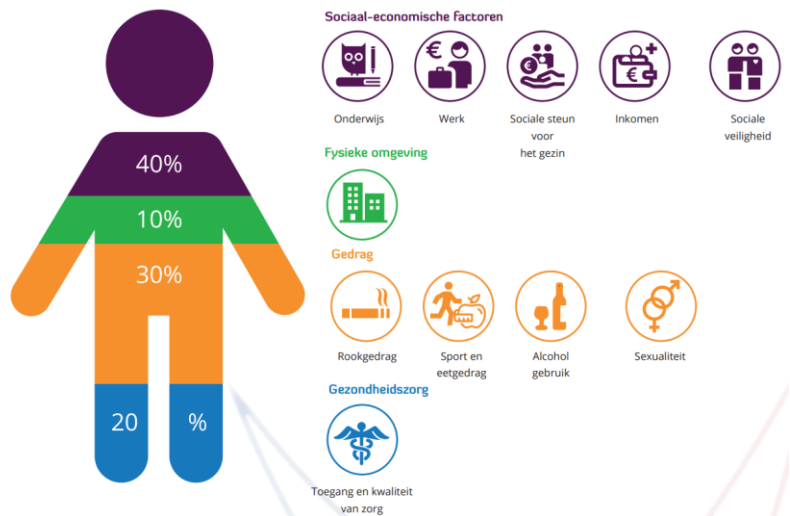 Sociaal-economische factoren
Onderwijs
Werk
Sociale steun
voor
het gezin
Inkomen
Sociale
veiligheid
40%
Fysieke omgeving
10%
Gedrag
30%
Rookgedrag
Sport en
eetgedrag
Alcohol
gebruik
Sexualiteit
Gezondheidszorg
20 %
Toegang en kwaliteit
van zorg